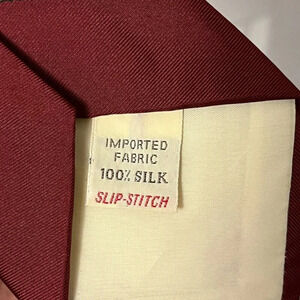 IMPORTED
FABRIC
100% SILK
SLIP-STITCH